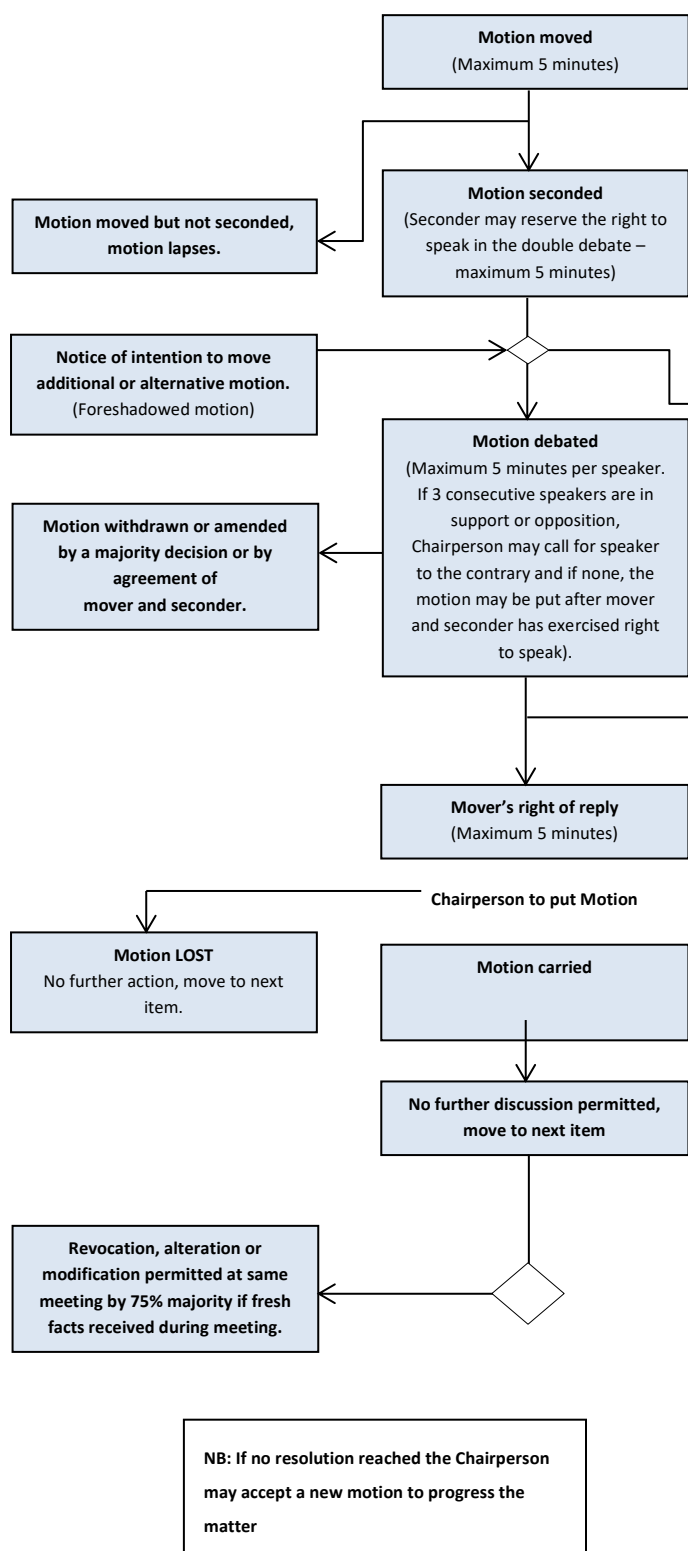 Motion moved
(Maximum 5 minutes)
Motion seconded
(Seconder may reserve the right to
speak in the double debate –
maximum 5 minutes)
Motion moved but not seconded,
motion lapses.
Notice of intention to move
additional or alternative motion.
(Foreshadowed motion)
Motion debated
(Maximum 5 minutes per speaker.
If 3 consecutive speakers are in
support or opposition,
Chairperson may call for speaker
to the contrary and if none, the
motion may be put after mover
and seconder has exercised right
to speak).
Motion withdrawn or amended
by a majority decision or by
agreement of
mover and seconder.
Mover's right of reply
(Maximum 5 minutes)
Chairperson to put Motion
Motion LOST
No further action, move to next
item.
Motion carried
No further discussion permitted,
move to next item
Revocation, alteration or
modification permitted at same
meeting by 75% majority if fresh
facts received during meeting.
NB: If no resolution reached the Chairperson
may accept a new motion to progress the
matter